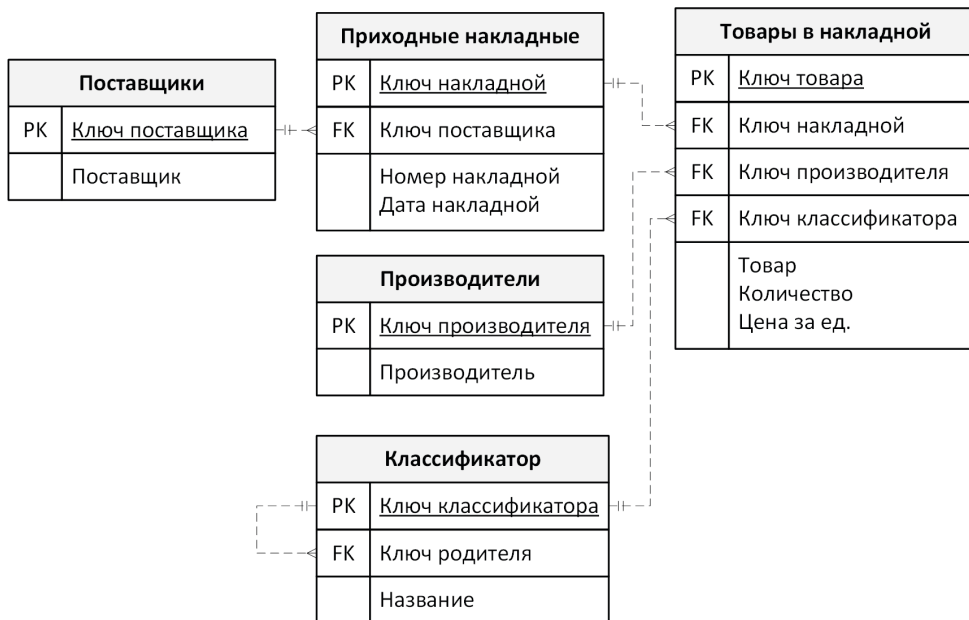 Поставщики
PK Ключ поставщика
Поставщик
Приходные накладные
PK Ключ накладной
FK Ключ поставщика
Номер накладной
Дата накладной
Товары в накладной
PK Ключ товара
FK Ключ накладной
FK Ключ производителя
FK Ключ классификатора
Товар
Количество
Цена за ед.
Производители
PK Ключ производителя
Производитель
Классификатор
PK Ключ классификатора
FK Ключ родителя
Название